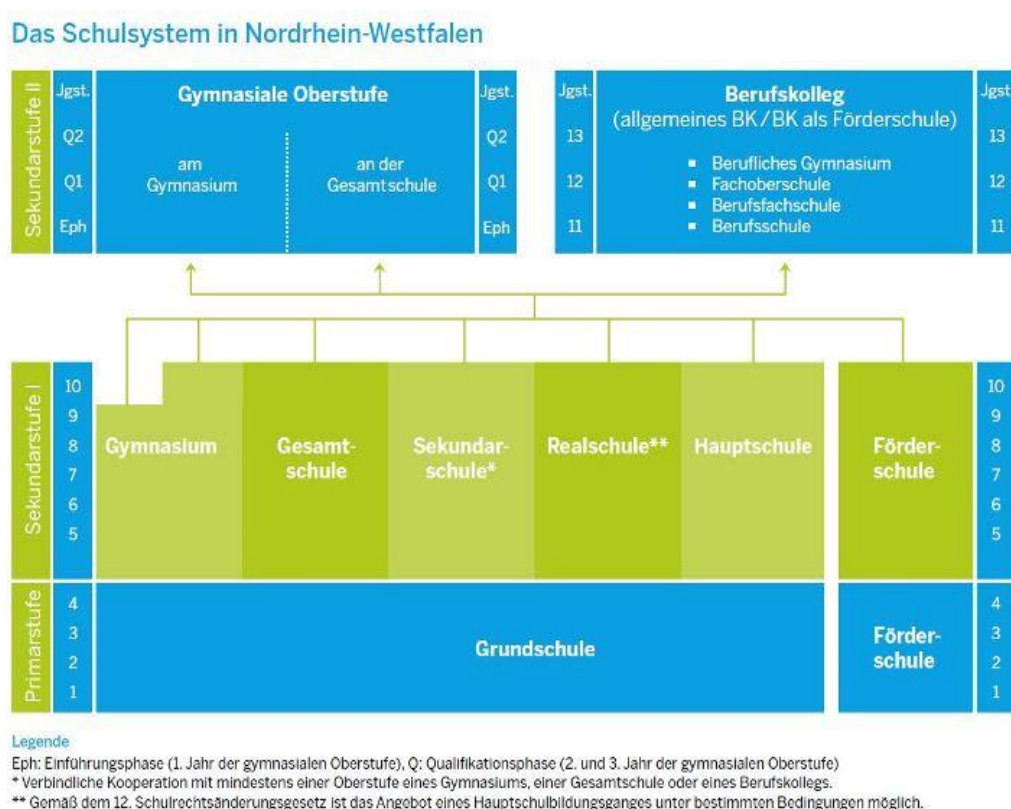 Das Schulsystem in Nordrhein-Westfalen
Sekundarstufe II
Jgst.
Q2
Q1
Eph
Gymnasiale Oberstufe
am
Gymnasium
an der
Gesamtschule
Jgst.
Q2
Q1
Eph
Jgst.
13
12
11
Berufskolleg
(allgemeines BK/BK als Förderschule)
▪ Berufliches Gymnasium
▪ Fachoberschule
▪ Berufsfachschule
▪ Berufsschule
Jgst
13
12
11
Sekundarstufe I
10
9
8
7
6
5
Gymnasium
Gesamt-
schule
Sekundar-
schule*
Realschule**
Hauptschule
Förder-
schule
10
9
8
7
6
5
Primarstufe
4
3
2
1
Grundschule
Förder-
schule
4
3
2
1
Legende
Eph: Einführungsphase (1. Jahr der gymnasialen Oberstufe), Q: Qualifikationsphase (2. und 3. Jahr der gymnasialen Oberstufe)
* Verbindliche Kooperation mit mindestens einer Oberstufe eines Gymnasiums, einer Gesamtschule oder eines Berufskollegs.
** Gemäß dem 12. Schulrechtsänderungsgesetz ist das Angebot eines Hauptschulbildungsganges unter bestimmten Bedingungen möglich.